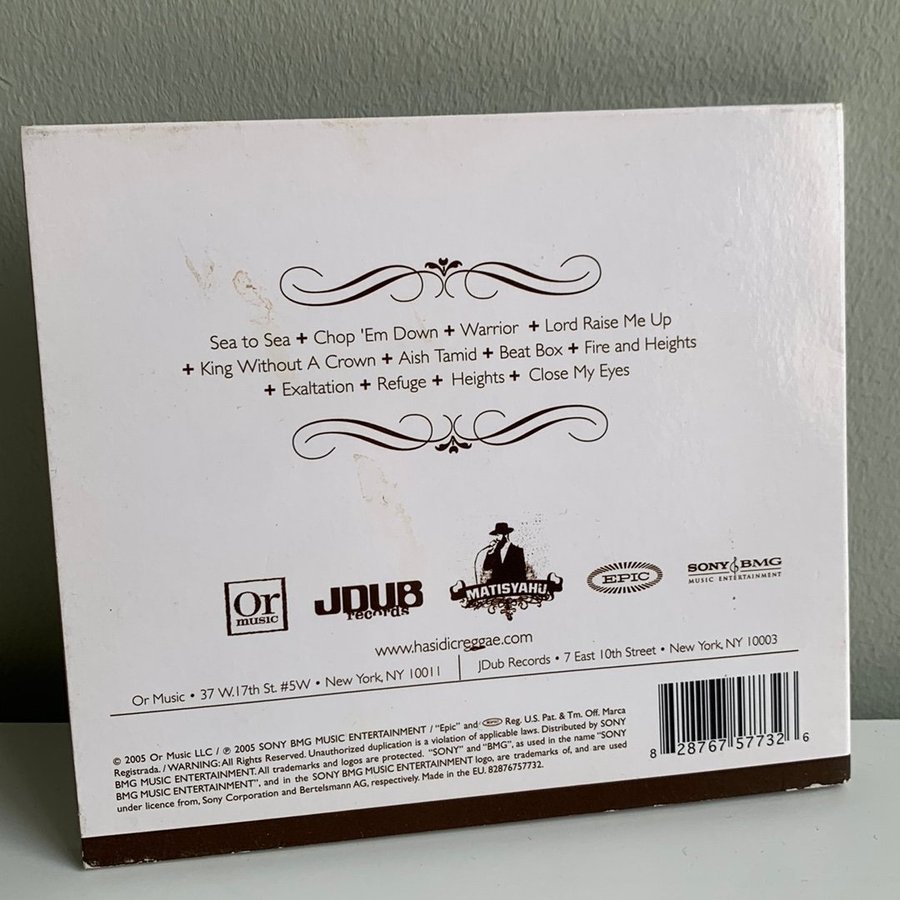 Sea to Sea + Chop 'Em Down + Warrior + Lord Raise Me Up
+ King Without A Crown + Aish Tamid + Beat Box + Fire and Heights
+ Exaltation + Refuge + Heights + Close My Eyes
Or music
JDUB records
MATISYAHU
EPIC
SONY BMG
MUSIC ENTERTAINMENT
www.hasidicreggae.com
Or Music • 37 W.17th St. #5W • New York, NY 10011
JDub Records • 7 East 10th Street • New York, NY 10003
© 2005 Or Music LLC / ℗ 2005 SONY BMG MUSIC ENTERTAINMENT / "Epic" and EPIC Reg. U.S. Pat. & Tm. Off. Marca
Registrada. / WARNING: All Rights Reserved. Unauthorized duplication is a violation of applicable laws. Distributed by SONY
BMG MUSIC ENTERTAINMENT. All trademarks and logos are protected. "SONY" and "BMG", as used in the name "SONY
BMG MUSIC ENTERTAINMENT", and in the SONY BMG MUSIC ENTERTAINMENT logo, are trademarks of, and are used
under licence from, Sony Corporation and Bertelsmann AG, respectively. Made in the EU. 82876757732.
8 28767 57732 6